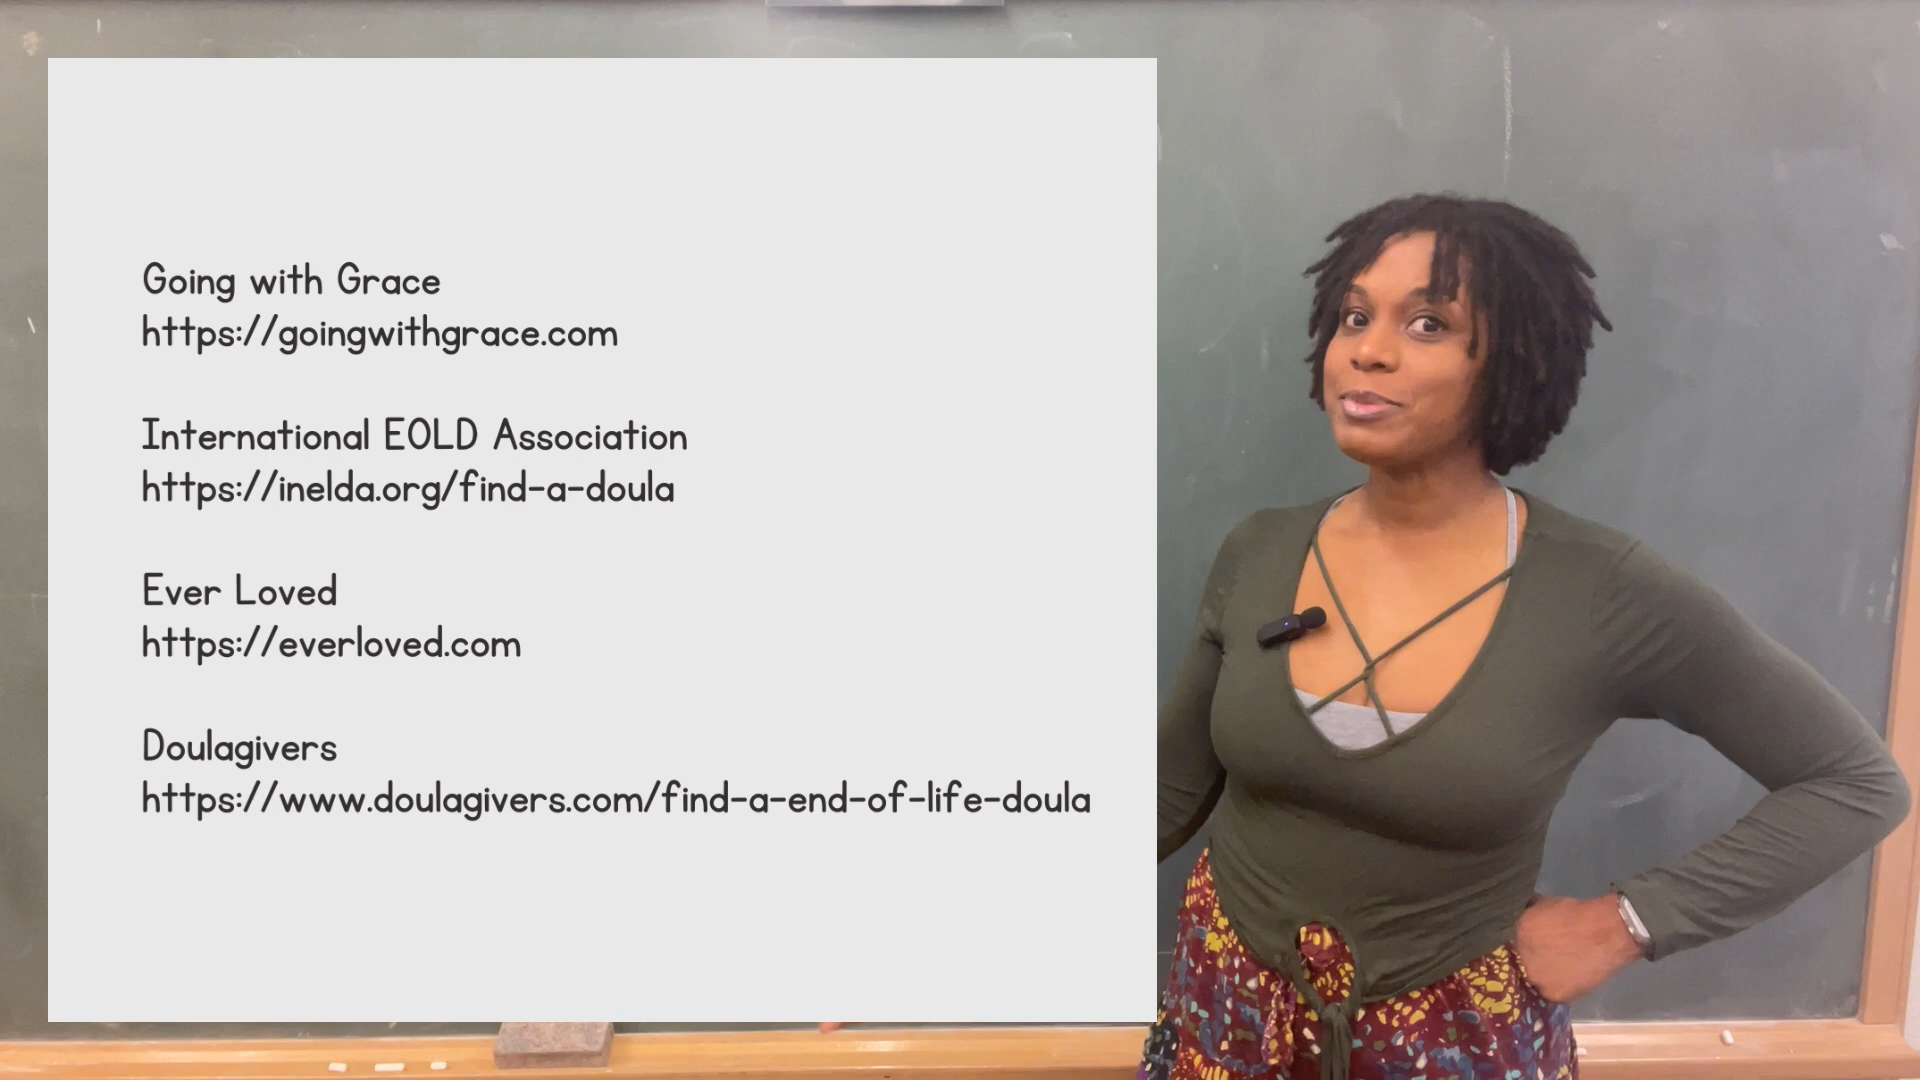 Going with Grace
https://goingwithgrace.com
International EOLD Association
https://inelda.org/find-a-doula
Ever Loved
https://everloved.com
Doulagivers
https://www.doulagivers.com/find-a-end-of-life-doula